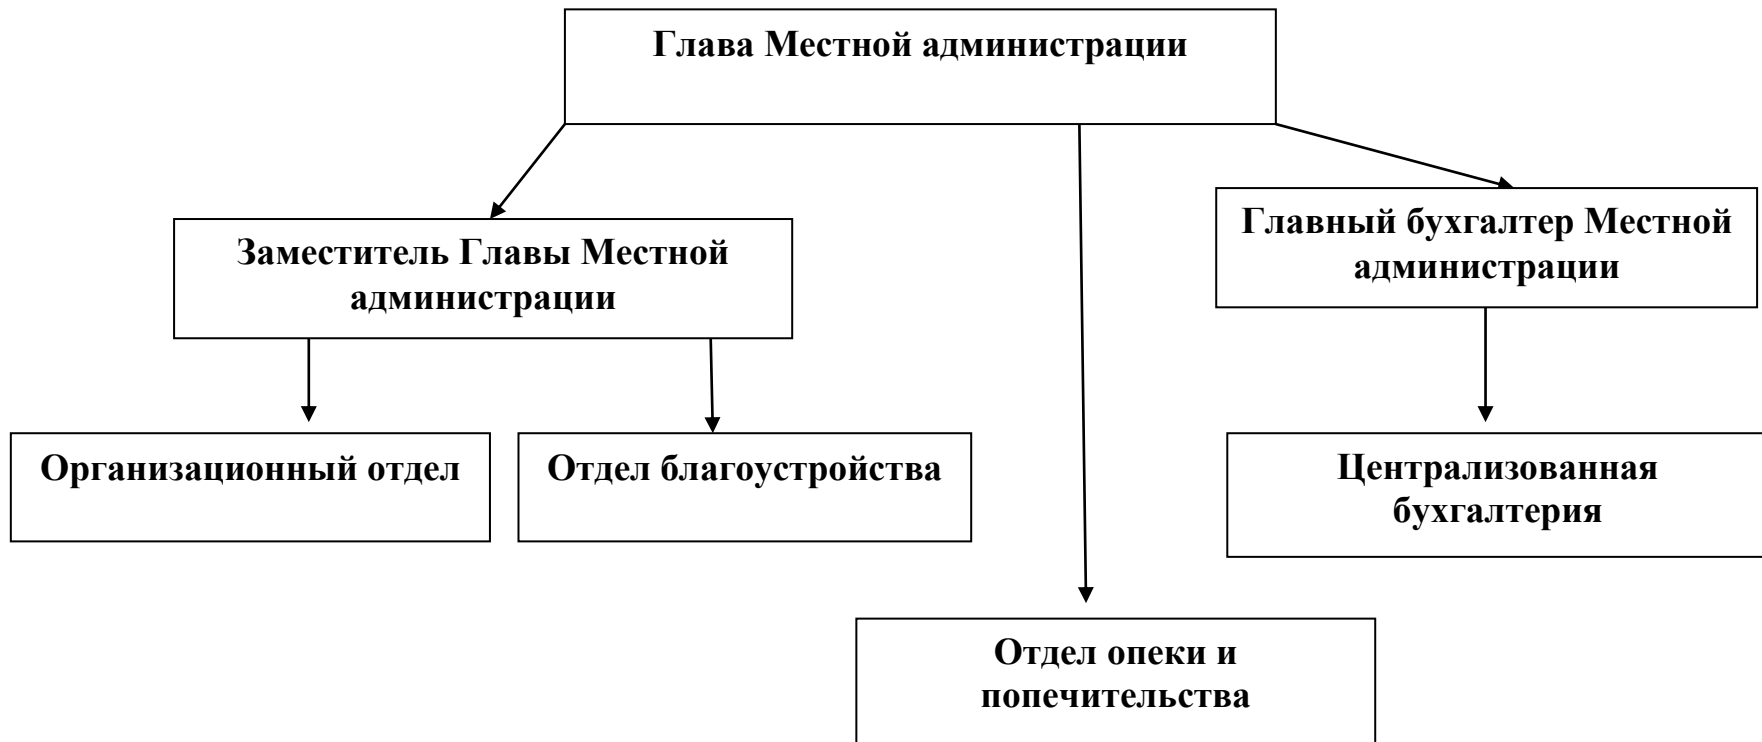 Глава Местной администрации
Заместитель Главы Местной
администрации
Главный бухгалтер Местной
администрации
Организационный отдел
Отдел благоустройства
Централизованная
бухгалтерия
Отдел опеки и
попечительства